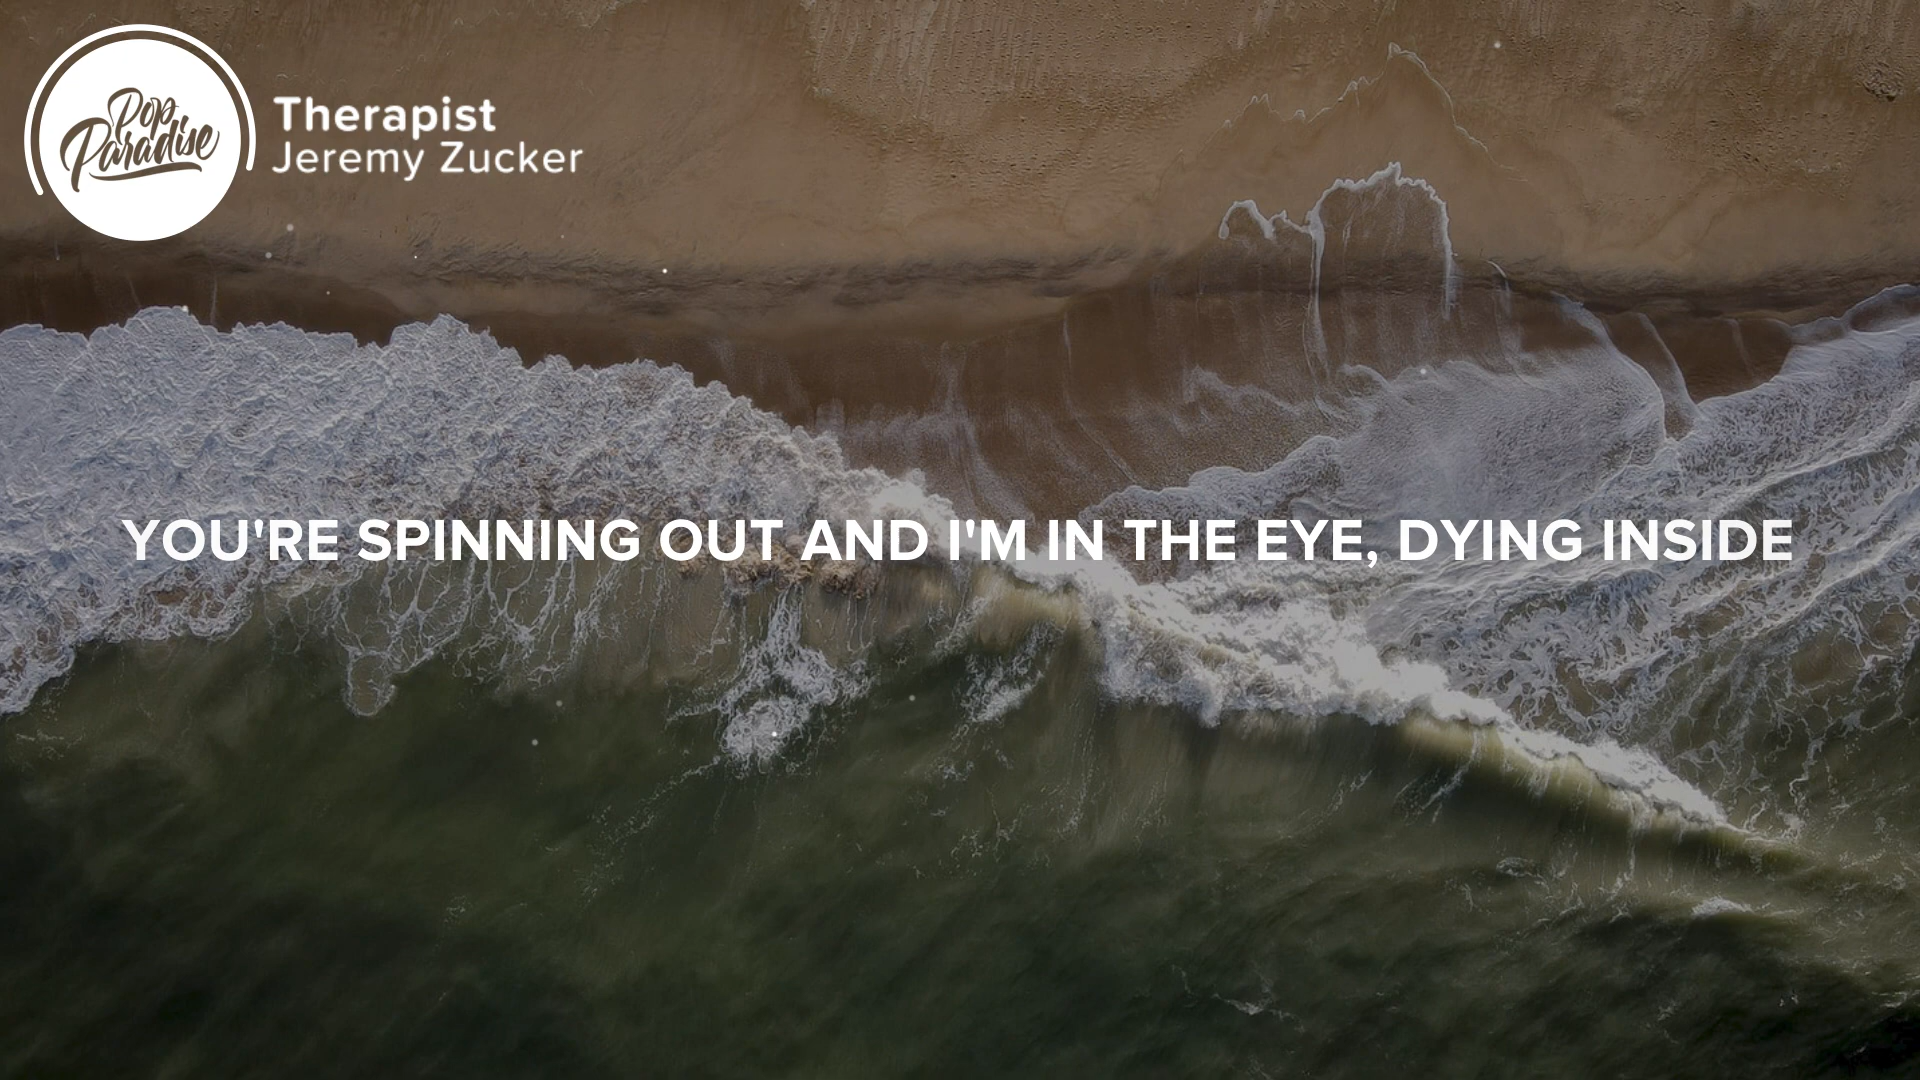 Pop
Paradise
Therapist
Jeremy Zucker
YOU'RE SPINNING OUT AND I'M IN THE EYE, DYING INSIDE